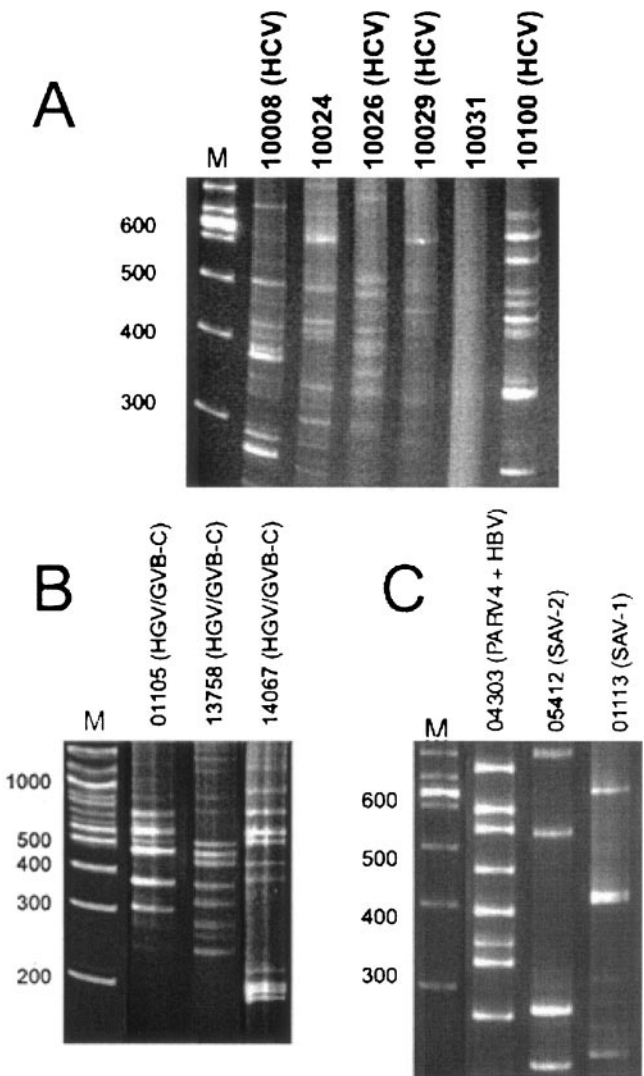 A
M
10008 (HCV)
10024
10026 (HCV)
10029 (HCV)
10031
10100 (HCV)
600
500
400
300
B
M
01105 (HGV/GVB-C)
13758 (HGV/GVB-C)
14067 (HGV/GVB-C)
1000
500
400
300
200
C
M
04303 (PARV4 + HBV)
05412 (SAV-2)
01113 (SAV-1)
600
500
400
300